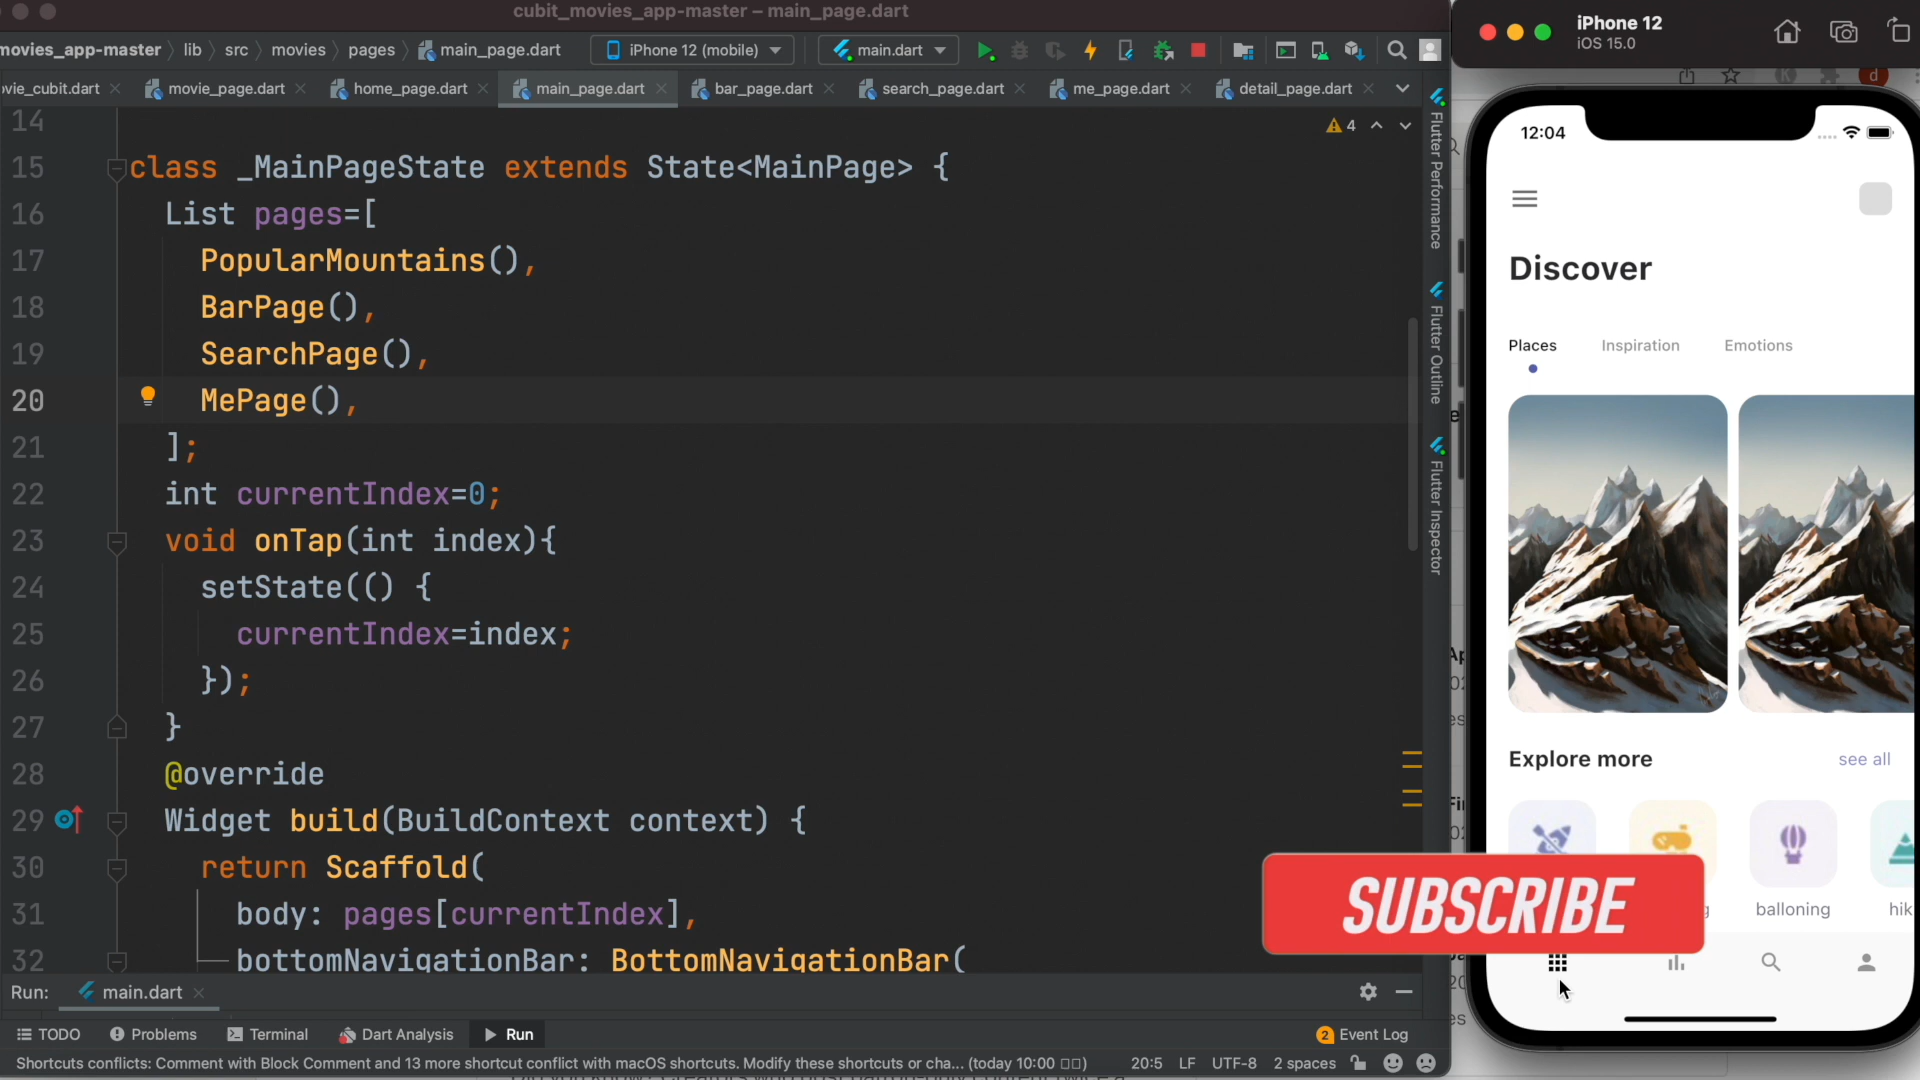 cubit_movies_app-master – main_page.dart
movies_app-master lib src movies pages main_page.dart
iPhone 12 (mobile)
main.dart
vie_cubit.dart
movie_page.dart
home_page.dart
main_page.dart
bar_page.dart
search_page.dart
me_page.dart
detail_page.dart
4
14
15 class _MainPageState extends State<MainPage> {
16 List pages=[
17 PopularMountains(),
18 BarPage(),
19 SearchPage(),
20 MePage(),
21 ];
22 int currentIndex=0;
23 void onTap(int index){
24 setState(() {
25 currentIndex=index;
26 });
27 }
28 @override
29 Widget build(BuildContext context) {
30 return Scaffold(
31 body: pages[currentIndex],
32 bottomNavigationBar: BottomNavigationBar(
Flutter Performance
Flutter Outline
Flutter Inspector
Run: main.dart
TODO Problems Terminal Dart Analysis Run
2 Event Log
Shortcuts conflicts: Comment with Block Comment and 13 more shortcut conflict with macOS shortcuts. Modify these shortcuts or cha... (today 10:00
20:5 LF UTF-8 2 spaces
iPhone 12
iOS 15.0
d
12:04
Discover
Places Inspiration Emotions
Explore more see all
balloning
hik
SUBSCRIBE